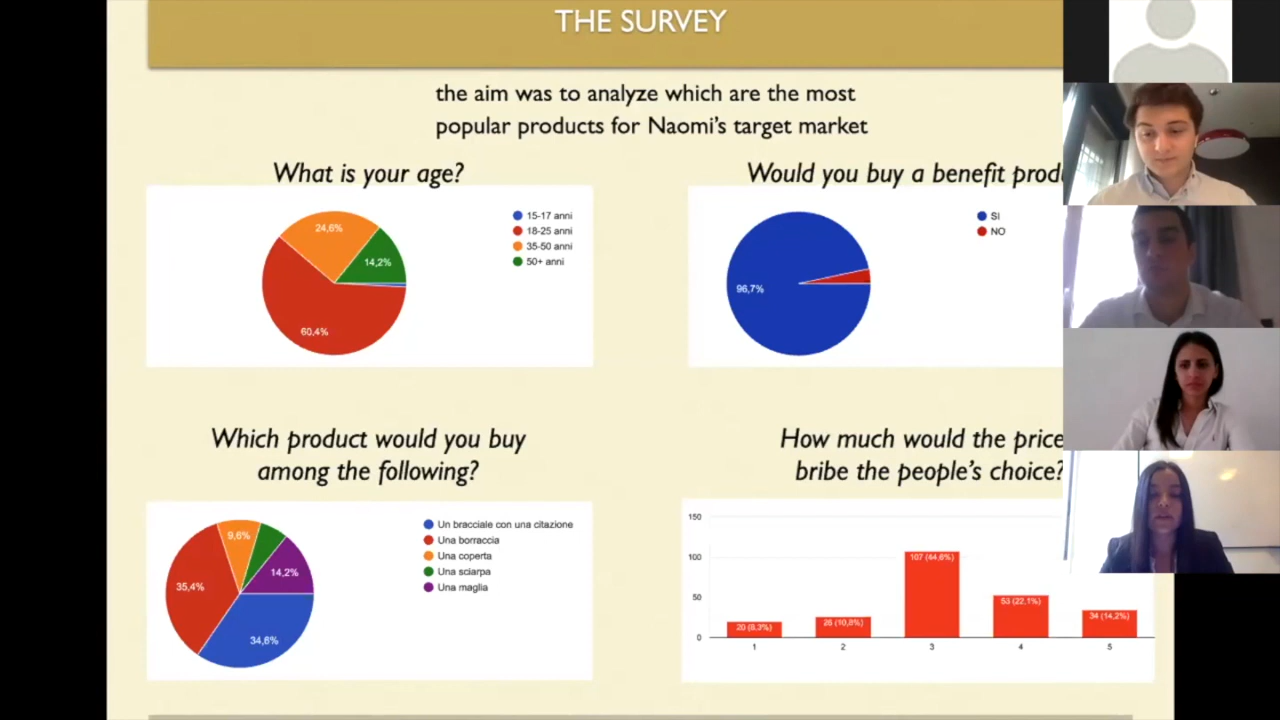 THE SURVEY
the aim was to analyze which are the most
popular products for Naomi's target market
What is your age?
24,6%
14,2%
60,4%
15-17 anni
18-25 anni
35-50 anni
50+ anni
Would you buy a benefit
96,7%
SI
NO
Which product would you buy
among the following?
9,6%
14,2%
35,4%
34,6%
Un bracciale con una citazione
Una borraccia
Una coperta
Una sciarpa
Una maglia
How much would the price
bribe the people's choice?
150
100
50
0
20 (8,3%)
26 (10,8%)
107 (44,6%)
53 (22,1%)
34 (14,2%)
1
2
3
4
5